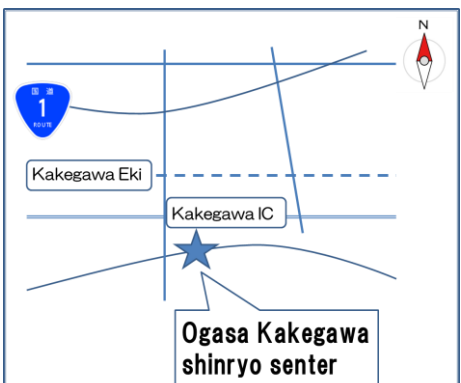 N
国道
1
ROUTE
Kakegawa Eki
Kakegawa IC
Ogasa Kakegawa
shinryo senter